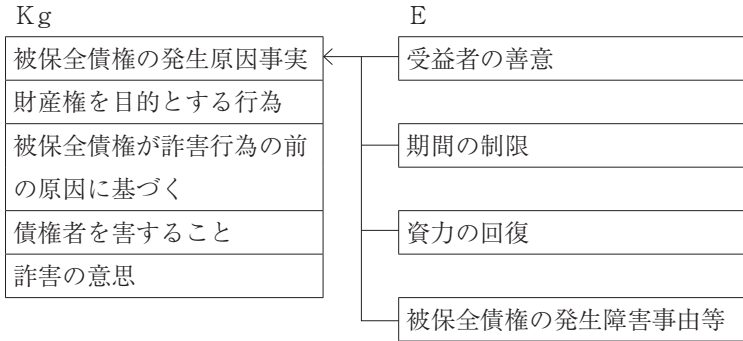 Ｋｇ
被保全債権の発生原因事実
財産権を目的とする行為
被保全債権が詐害行為の前
の原因に基づく
債権者を害すること
詐害の意思
Ｅ
受益者の善意
期間の制限
資力の回復
被保全債権の発生障害事由等